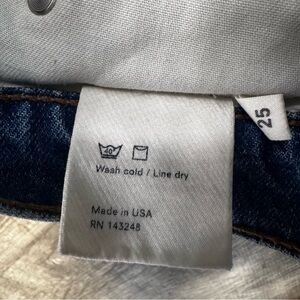 40
Wash cold / Line dry
Made in USA
RN 143248
25